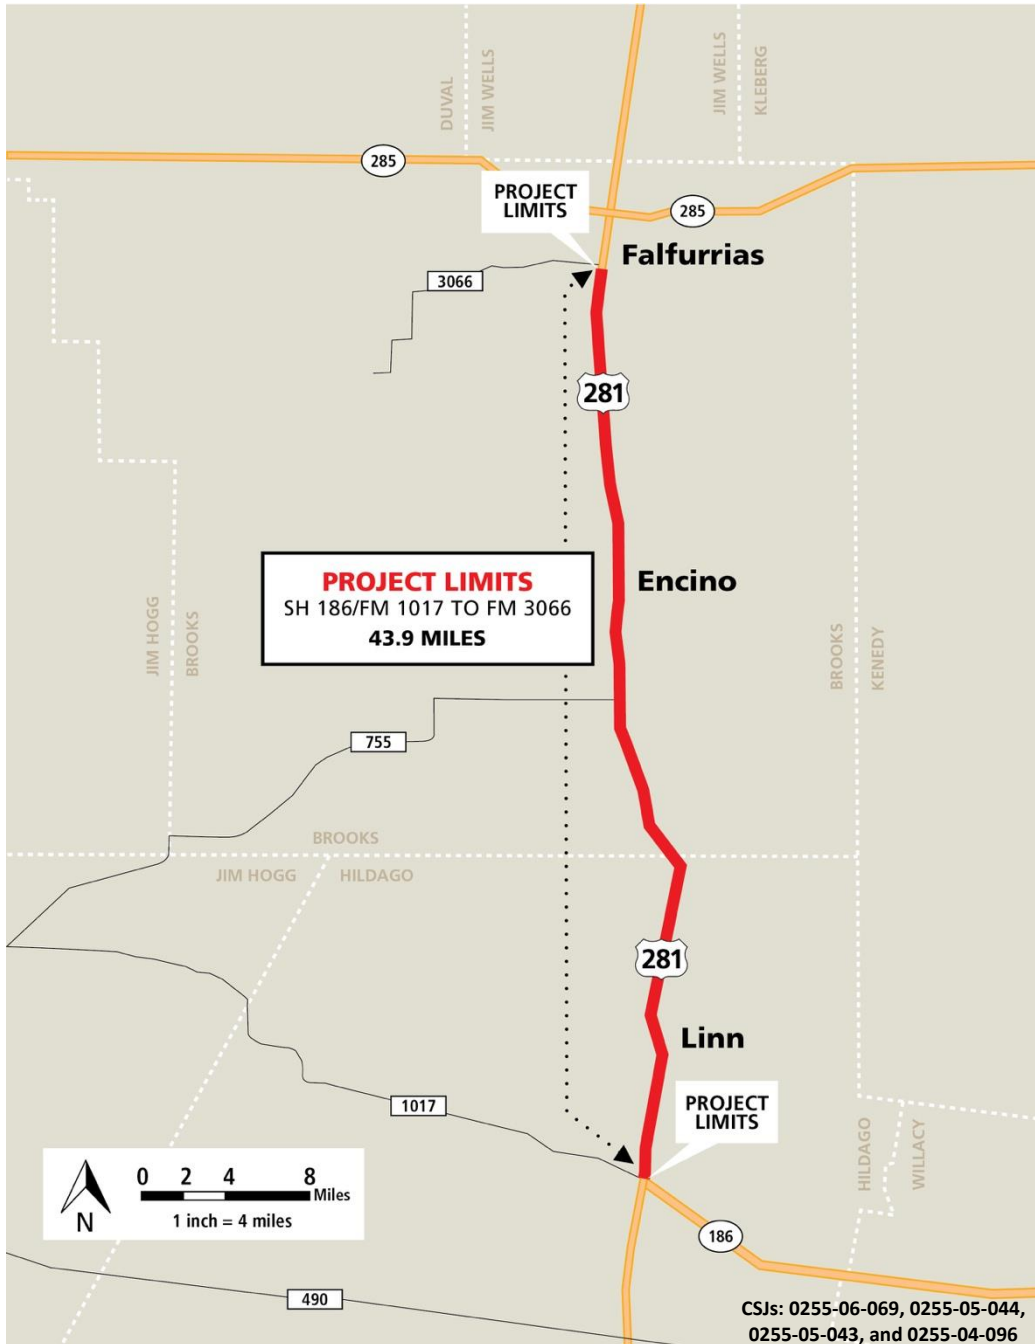 DUVAL
JIM WELLS
JIM WELLS
KLEBERG
285
PROJECT
LIMITS
285
Falfurrias
3066
281
PROJECT LIMITS
SH 186/FM 1017 TO FM 3066
43.9 MILES
Encino
JIM HOGG
BROOKS
BROOKS
KENEDY
755
BROOKS
JIM HOGG
HILDAGO
281
Linn
1017
PROJECT
LIMITS
HILDAGO
WILLACY
0 2 4 8
Miles
1 inch = 4 miles
N
186
490
CSJs: 0255-06-069, 0255-05-044,
0255-05-043, and 0255-04-096